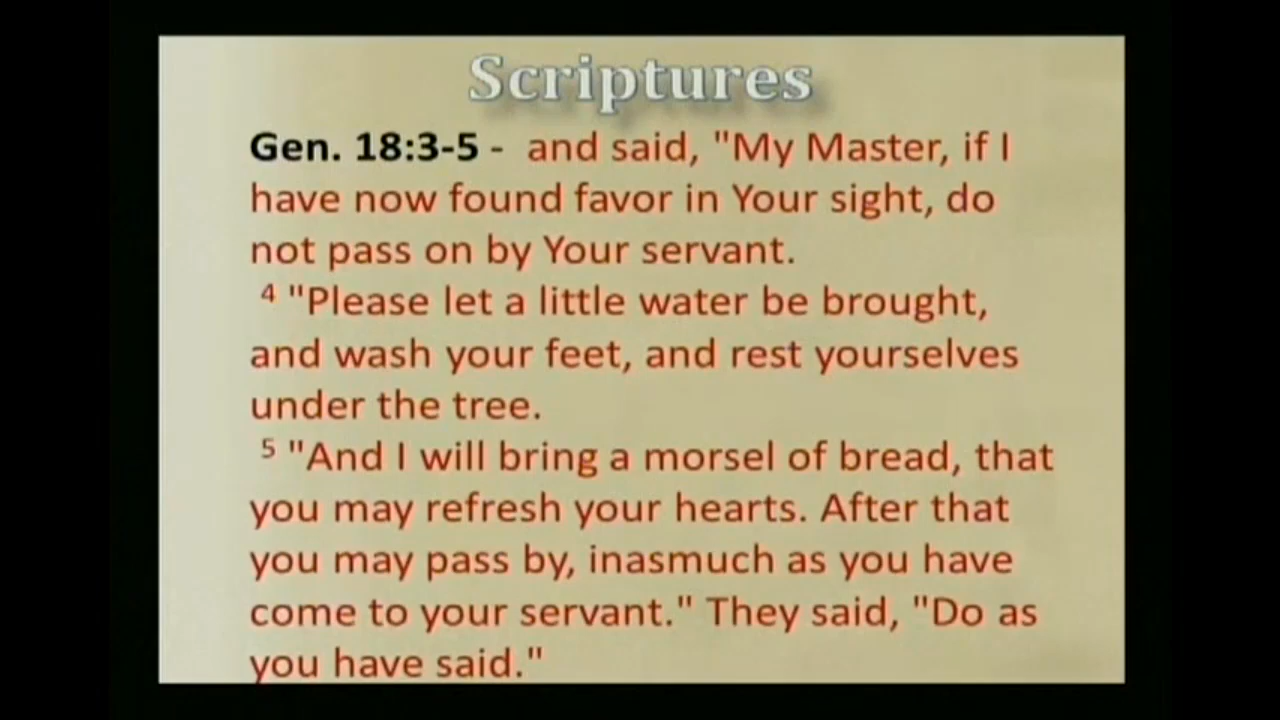 Scriptures
Gen. 18:3-5 - and said, "My Master, if I
have now found favor in Your sight, do
not pass on by Your servant.
4 "Please let a little water be brought,
and wash your feet, and rest yourselves
under the tree.
5 "And I will bring a morsel of bread, that
you may refresh your hearts. After that
you may pass by, inasmuch as you have
come to your servant." They said, "Do as
you have said."